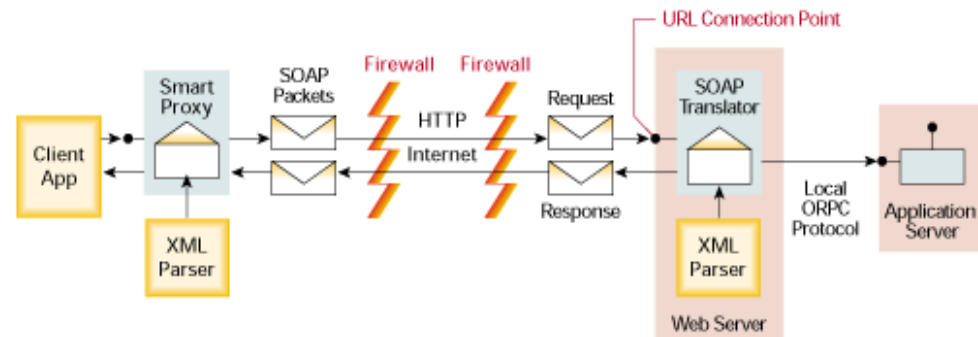 URL Connection Point
Smart
Proxy
SOAP
Packets
Firewall
Firewall
Request
SOAP
Translator
Client
App
HTTP
Internet
Response
Local
ORPC
Protocol
Application
Server
XML
Parser
XML
Parser
Web Server